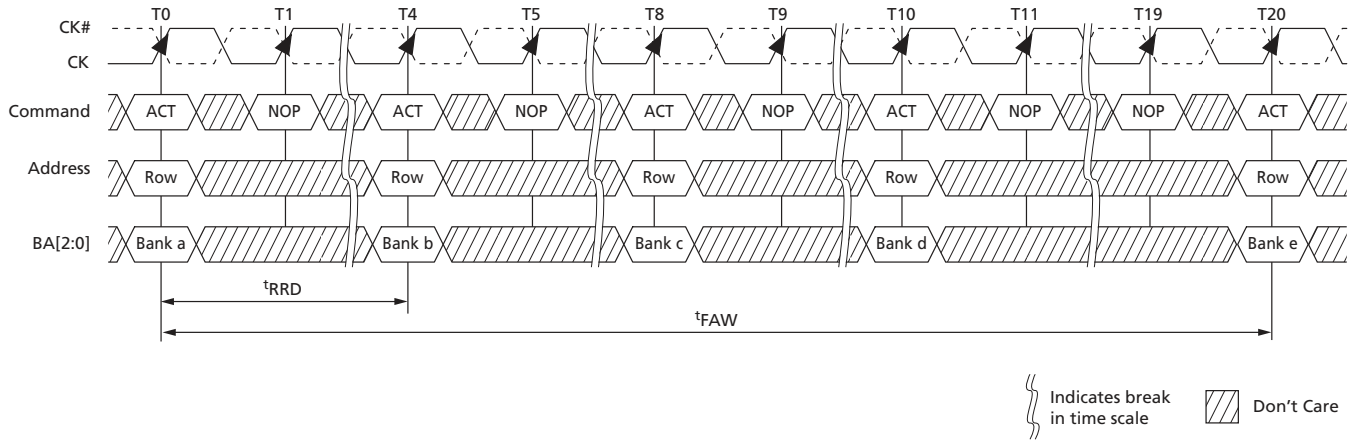 T0 T1 T4 T5 T8 T9 T10 T11 T19 T20
CK#
CK
Command ACT NOP ACT NOP ACT NOP ACT NOP NOP ACT
Address Row Row Row Row Row
BA[2:0] Bank a Bank b Bank c Bank d Bank e
tRRD
tFAW
Indicates break
in time scale
Don't Care